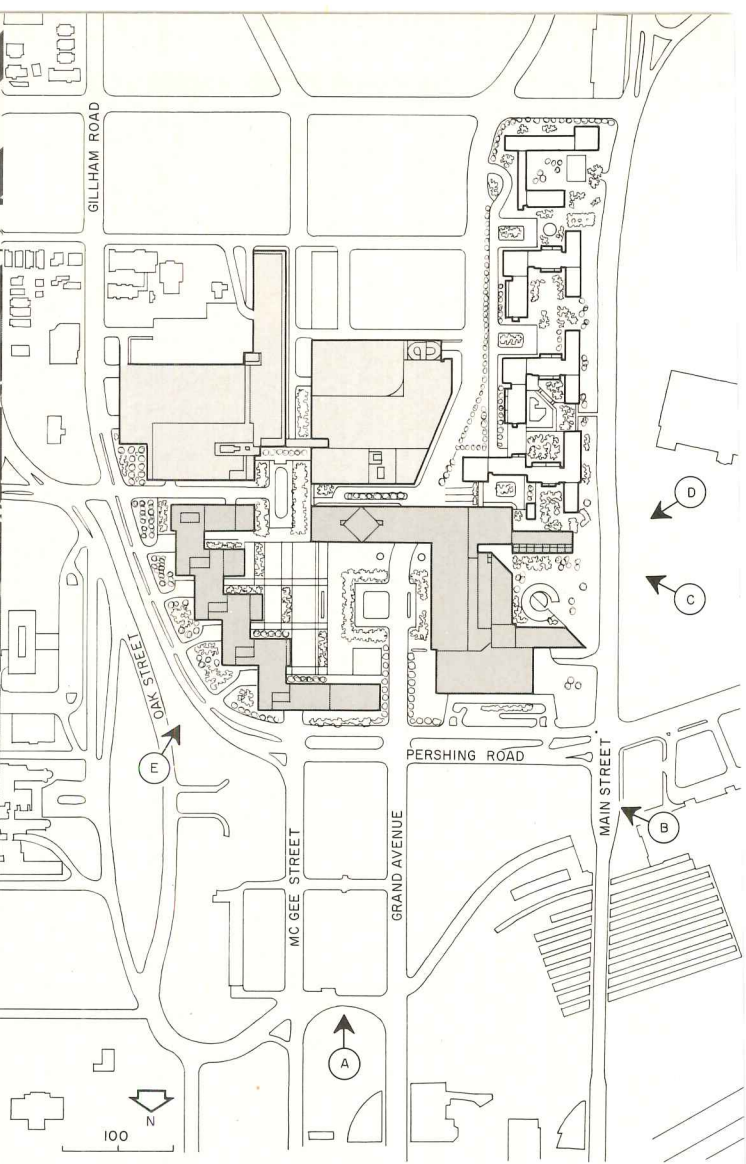 GILLHAM ROAD
D
C
OAK STREET
E
PERSHING ROAD
MAIN STREET
B
MC GEE STREET
GRAND AVENUE
A
N
100